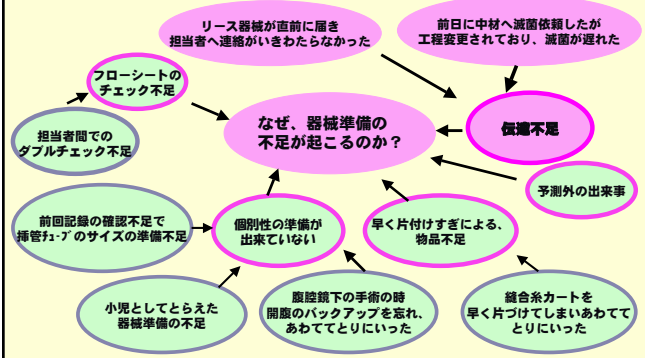 リース器械が直前に届き
担当者へ連絡がいきわたらなかった
前日に中材へ滅菌依頼したが
工程変更されており、滅菌が遅れた
フローシートの
チェック不足
担当者間での
ダブルチェック不足
なぜ、器械準備の
不足が起こるのか？
伝達不足
予測外の出来事
前回記録の確認不足で
挿管ﾁｭｰﾌﾞのサイズの準備不足
個別性の準備が
出来ていない
早く片付けすぎによる、
物品不足
小児としてとらえた
器械準備の不足
腹腔鏡下の手術の時
開腹のバックアップを忘れ、
あわててとりにいった
縫合糸カートを
早く片づけてしまいあわてて
とりにいった